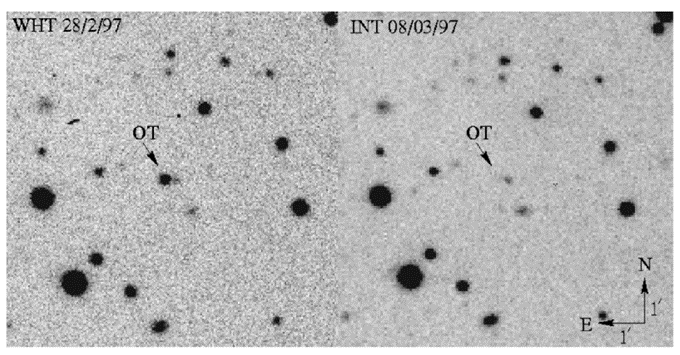 WHT 28/2/97
OT
INT 08/03/97
OT
N
1′
E
1′